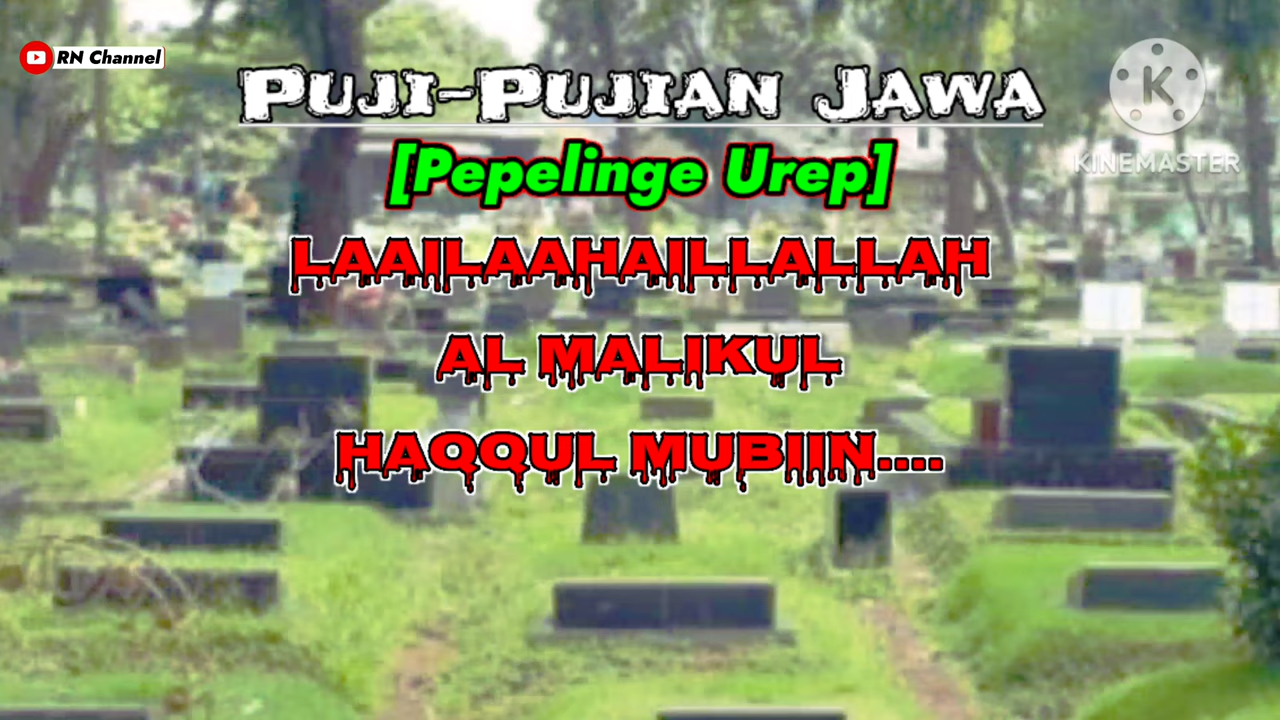 RN Channel
PUJI-PUJIAN JAWA
[Pepelinge Urep]
LAAILAAHAILLALLAH
AL MALIKUL
HAQQUL MUBIIN....
K
KINEMASTER